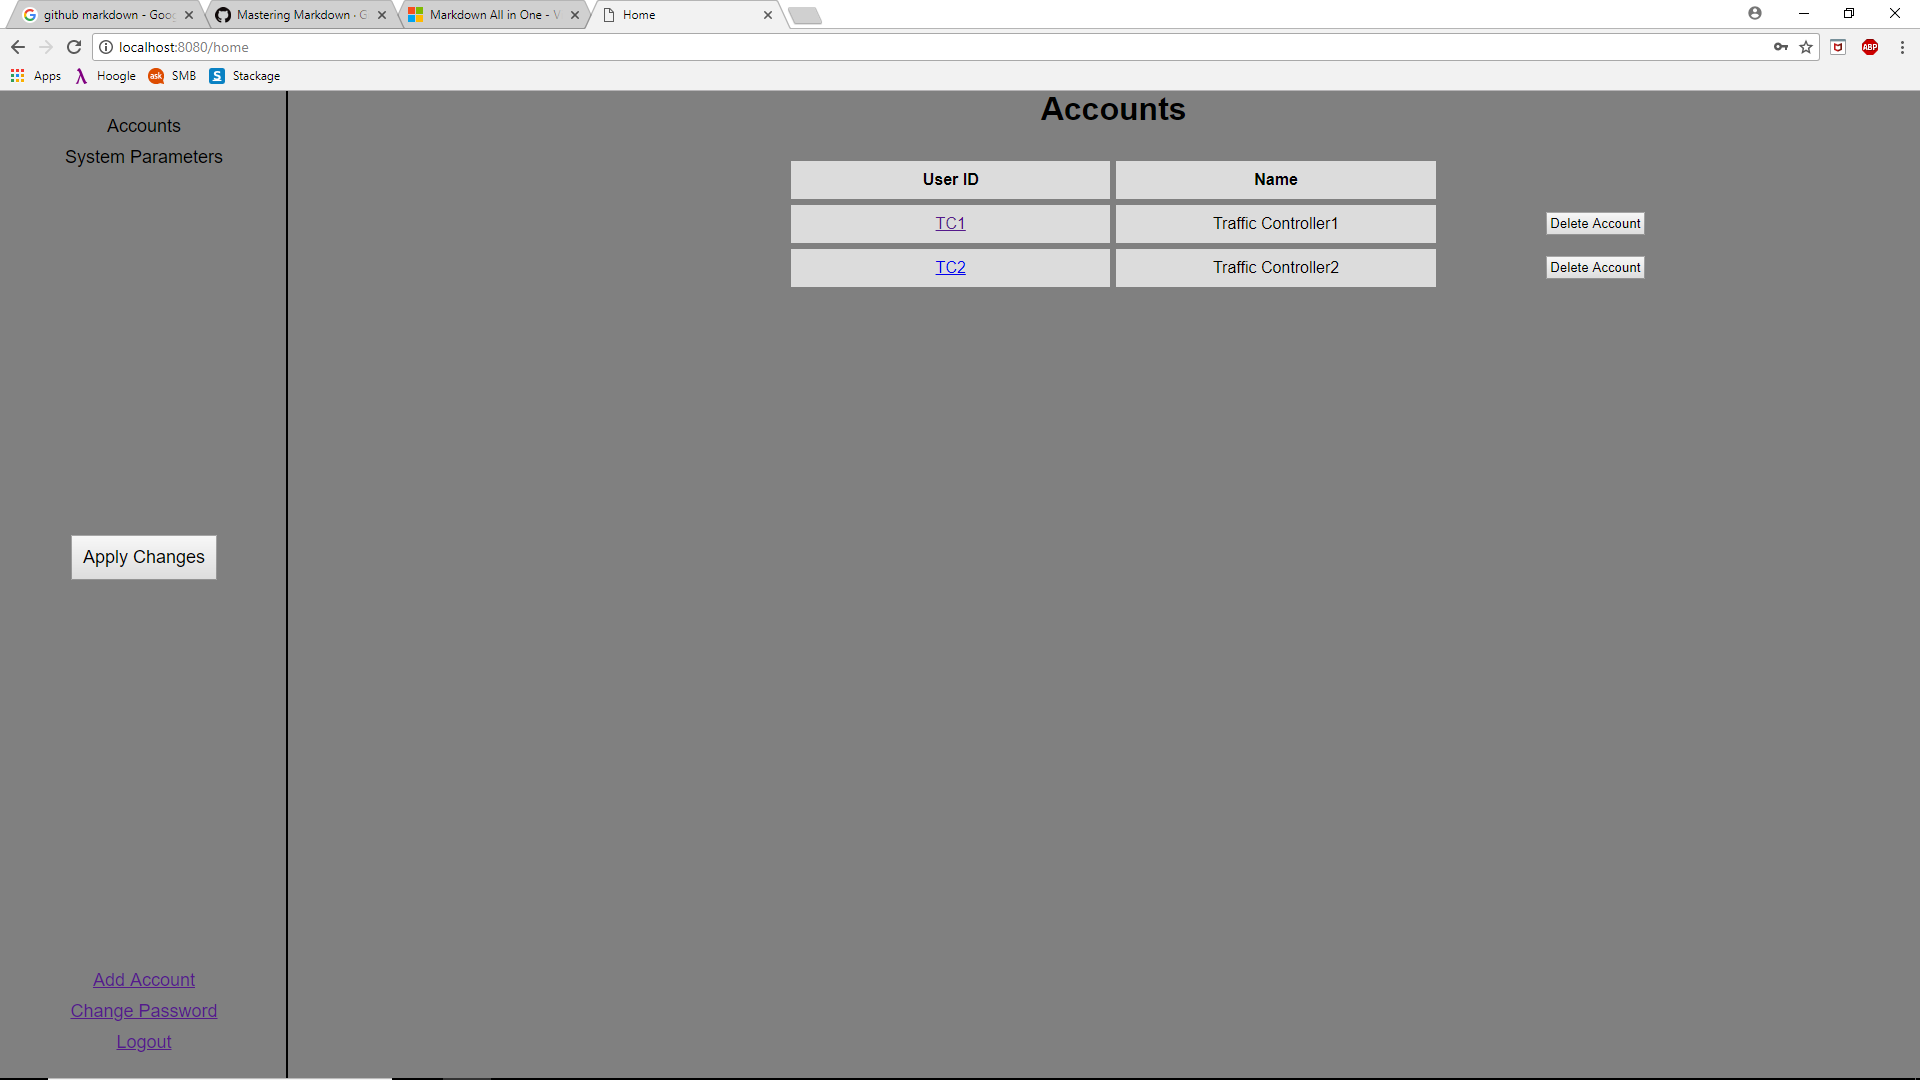 github markdown - Goo
Mastering Markdown · G
Markdown All in One - V
Home
localhost:8080/home
ABP
Apps
Hoogle
ask
SMB
S
Stackage
Accounts
System Parameters
Apply Changes
Add Account
Change Password
Logout
Accounts
User ID Name
TC1 Traffic Controller1 Delete Account
TC2 Traffic Controller2 Delete Account